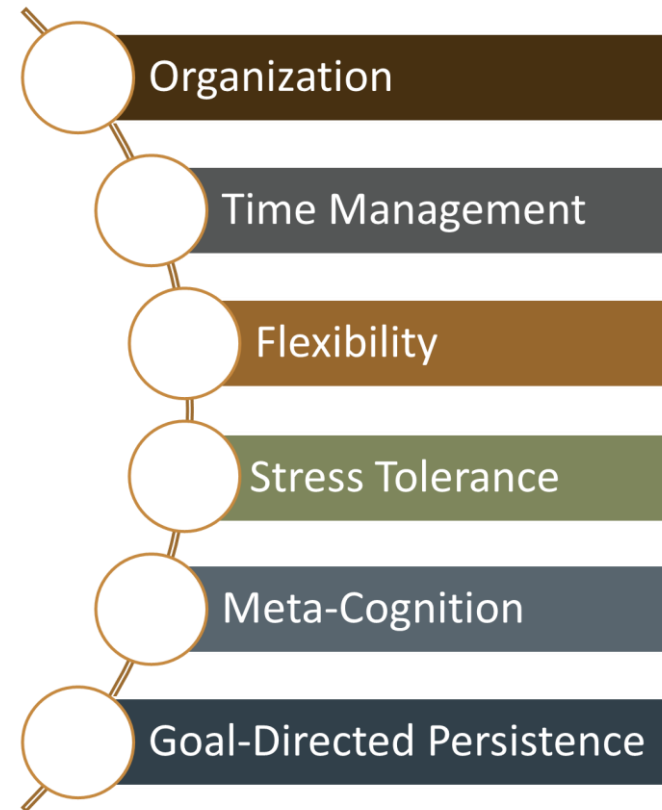 Organization
Time Management
Flexibility
Stress Tolerance
Meta-Cognition
Goal-Directed Persistence